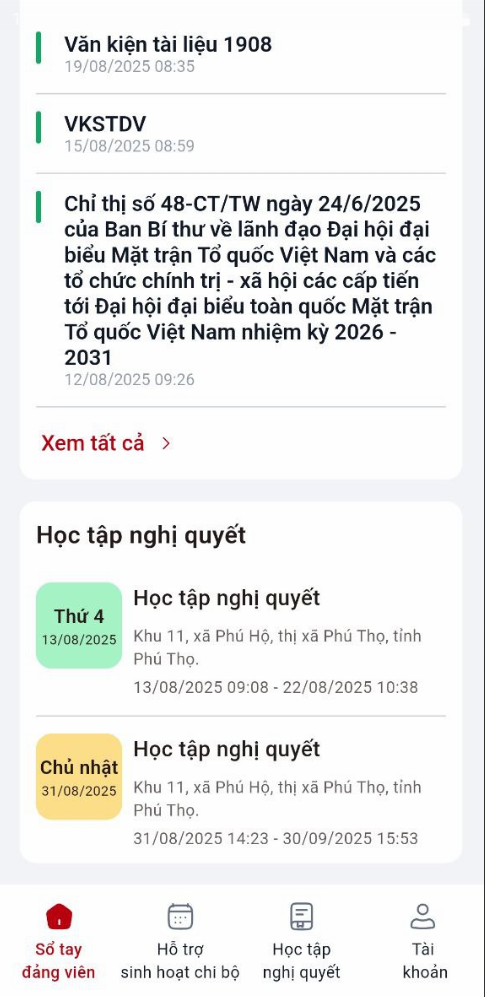 Văn kiện tài liệu 1908
19/08/2025 08:35
VKSTDV
15/08/2025 08:59
Chỉ thị số 48-CT/TW ngày 24/6/2025
của Ban Bí thư về lãnh đạo Đại hội đại
biểu Mặt trận Tổ quốc Việt Nam và các
tổ chức chính trị - xã hội các cấp tiến
tới Đại hội đại biểu toàn quốc Mặt trận
Tổ quốc Việt Nam nhiệm kỳ 2026 -
2031
12/08/2025 09:26
Xem tất cả
Học tập nghị quyết
Thứ 4
13/08/2025
Học tập nghị quyết
Khu 11, xã Phú Hộ, thị xã Phú Thọ, tỉnh
Phú Thọ.
13/08/2025 09:08 - 22/08/2025 10:38
Chủ nhật
31/08/2025
Học tập nghị quyết
Khu 11, xã Phú Hộ, thị xã Phú Thọ, tỉnh
Phú Thọ.
31/08/2025 14:23 - 30/09/2025 15:53
Sổ tay
đảng viên
Hỗ trợ
sinh hoạt chi bộ
Học tập
nghị quyết
Tài
khoản